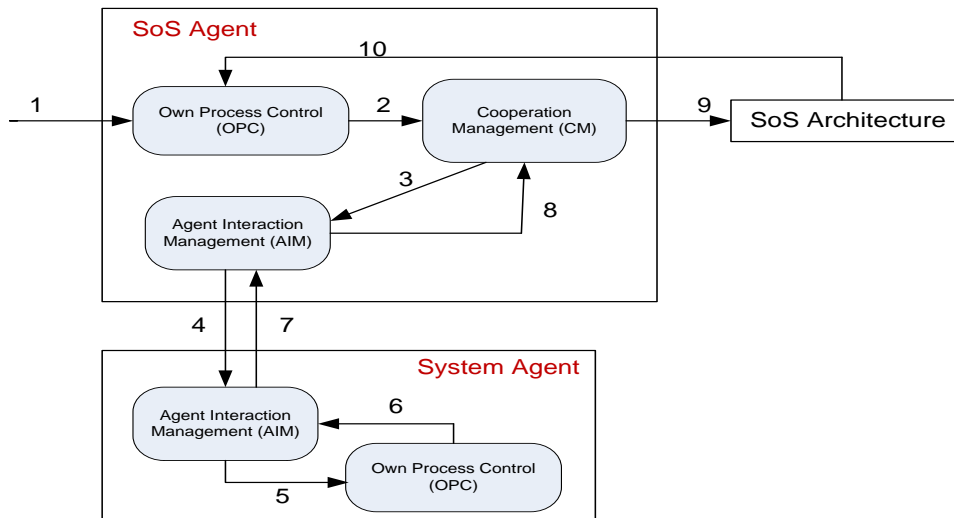 SoS Agent
10
1
Own Process Control
(OPC)
2
Cooperation
Management (CM)
9
SoS Architecture
3
8
Agent Interaction
Management (AIM)
4
7
System Agent
Agent Interaction
Management (AIM)
6
5
Own Process Control
(OPC)